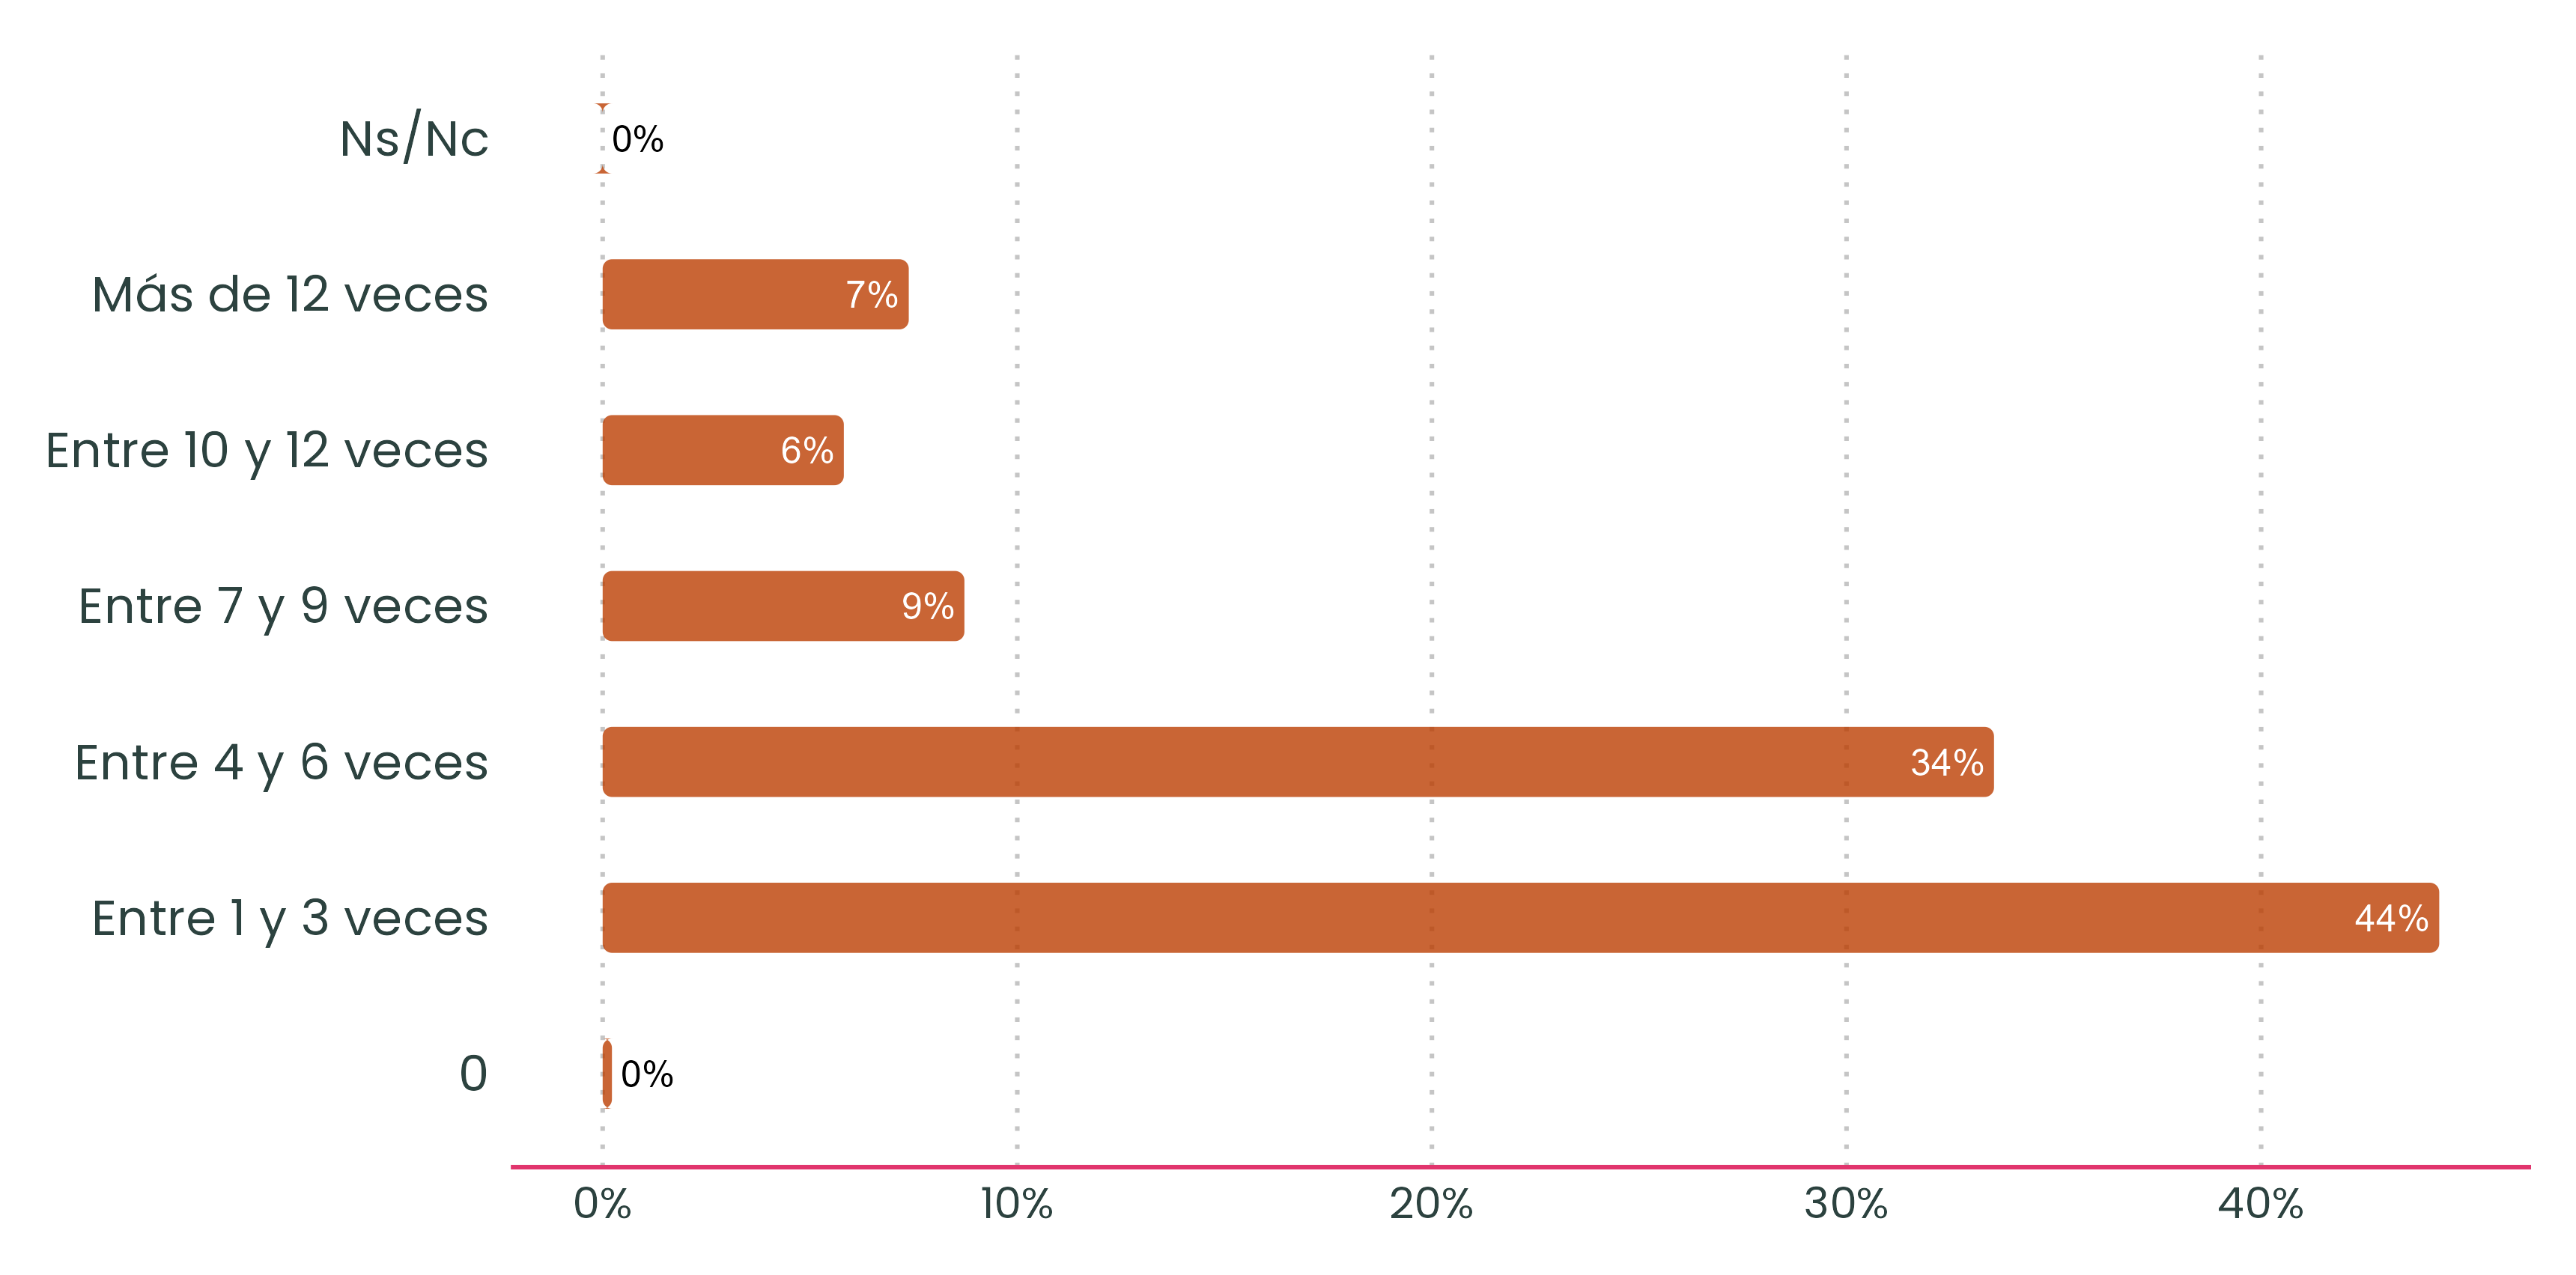 Ns/Nc 0%
Más de 12 veces 7%
Entre 10 y 12 veces 6%
Entre 7 y 9 veces 9%
Entre 4 y 6 veces 34%
Entre 1 y 3 veces 44%
0 0%
0% 10% 20% 30% 40%